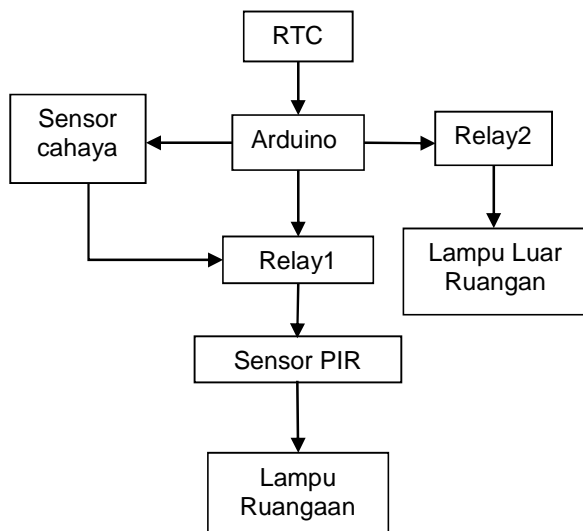 RTC
Sensor
cahaya
Arduino
Relay2
Relay1
Lampu Luar
Ruangan
Sensor PIR
Lampu
Ruangaan